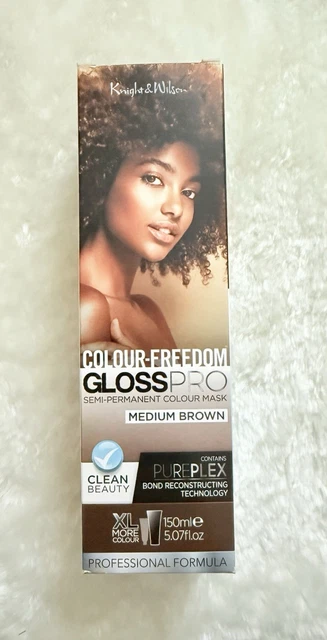 Knight & Wilson
COLOUR-FREEDOM
GLOSSPRO
SEMI-PERMANENT COLOUR MASK
MEDIUM BROWN
CLEAN
BEAUTY
CONTAINS
PUREPLEX
BOND RECONSTRUCTING
TECHNOLOGY
XL
MORE
COLOUR
150ml℮
5.07fl.oz
PROFESSIONAL FORMULA